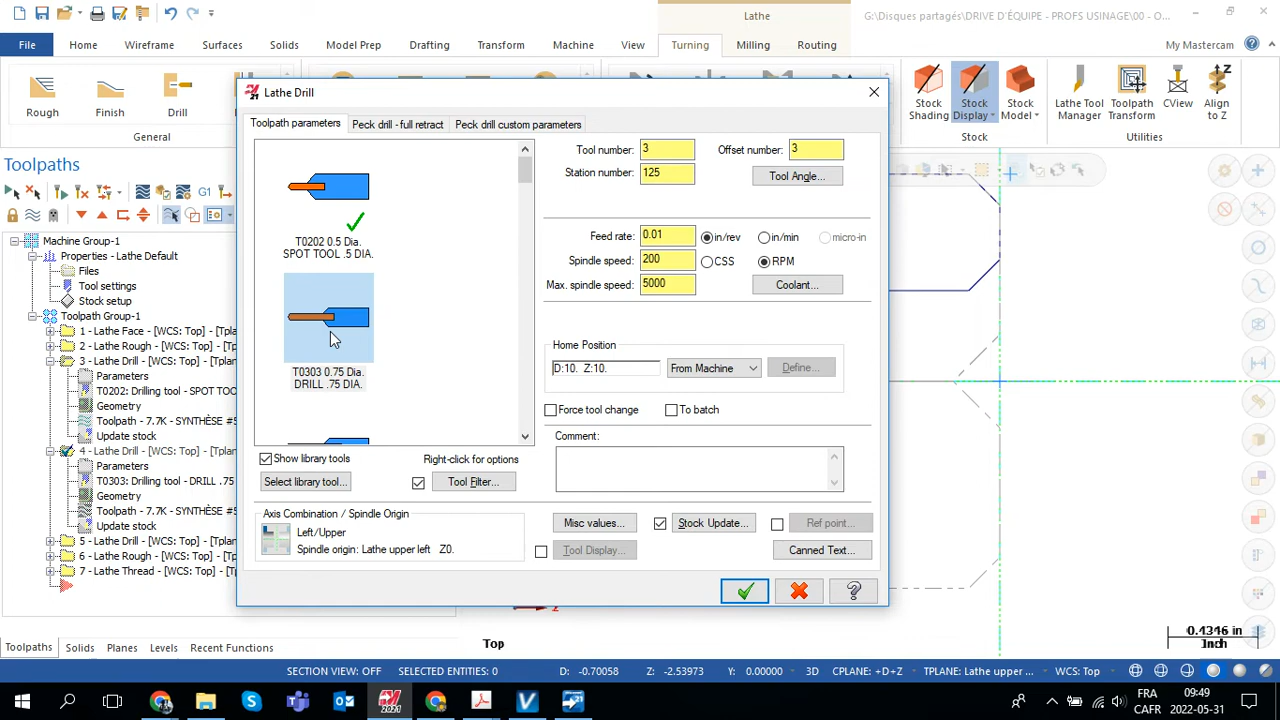 Lathe
G:\Disques partagés\DRIVE D'ÉQUIPE - PROFS USINAGE\00 - O...
File
Home
Wireframe
Surfaces
Solids
Model Prep
Drafting
Transform
Machine
View
Turning
Milling
Routing
My Mastercam
Rough
Finish
Drill
General
Stock Shading
Stock Display
Stock Model
Stock
Lathe Tool Manager
Toolpath Transform
CView
Align to Z
Utilities
Toolpaths
G1
Machine Group-1
Properties - Lathe Default
Files
Tool settings
Stock setup
Toolpath Group-1
1 - Lathe Face - [WCS: Top] - [Tpla
2 - Lathe Rough - [WCS: Top] - [Tp
3 - Lathe Drill - [WCS: Top] - [Tplan
Parameters
T0202: Drilling tool - SPOT TOO
Geometry
Toolpath - 7.7K - SYNTHÈSE #5
Update stock
4 - Lathe Drill - [WCS: Top] - [Tplan
Parameters
T0303: Drilling tool - DRILL .75
Geometry
Toolpath - 7.7K - SYNTHÈSE #5
Update stock
5 - Lathe Drill - [WCS: Top] - [Tplan
6 - Lathe Rough - [WCS: Top] - [Tp
7 - Lathe Thread - [WCS: Top] - [T
Lathe Drill
Toolpath parameters
Peck drill - full retract
Peck drill custom parameters
T0202 0.5 Dia.
SPOT TOOL .5 DIA.
T0303 0.75 Dia.
DRILL .75 DIA.
Show library tools
Right-click for options
Select library tool...
Tool Filter...
Axis Combination / Spindle Origin
Left/Upper
Spindle origin: Lathe upper left Z0.
Tool number: 3
Offset number: 3
Station number: 125
Tool Angle...
Feed rate: 0.01
in/rev
in/min
micro-in
Spindle speed: 200
CSS
RPM
Max. spindle speed: 5000
Coolant...
Home Position
D:10. Z:10.
From Machine
Define...
Force tool change
To batch
Comment:
Misc values...
Stock Update...
Ref point...
Tool Display...
Canned Text...
Toolpaths
Solids
Planes
Levels
Recent Functions
Z
Top
0.4346 in
Inch
SECTION VIEW: OFF
SELECTED ENTITIES: 0
D: -0.70058
Z: -2.53973
Y: 0.00000
3D
CPLANE: +D+Z
TPLANE: Lathe upper ...
WCS: Top
2021
21
FRA
CAFR
09:49
2022-05-31